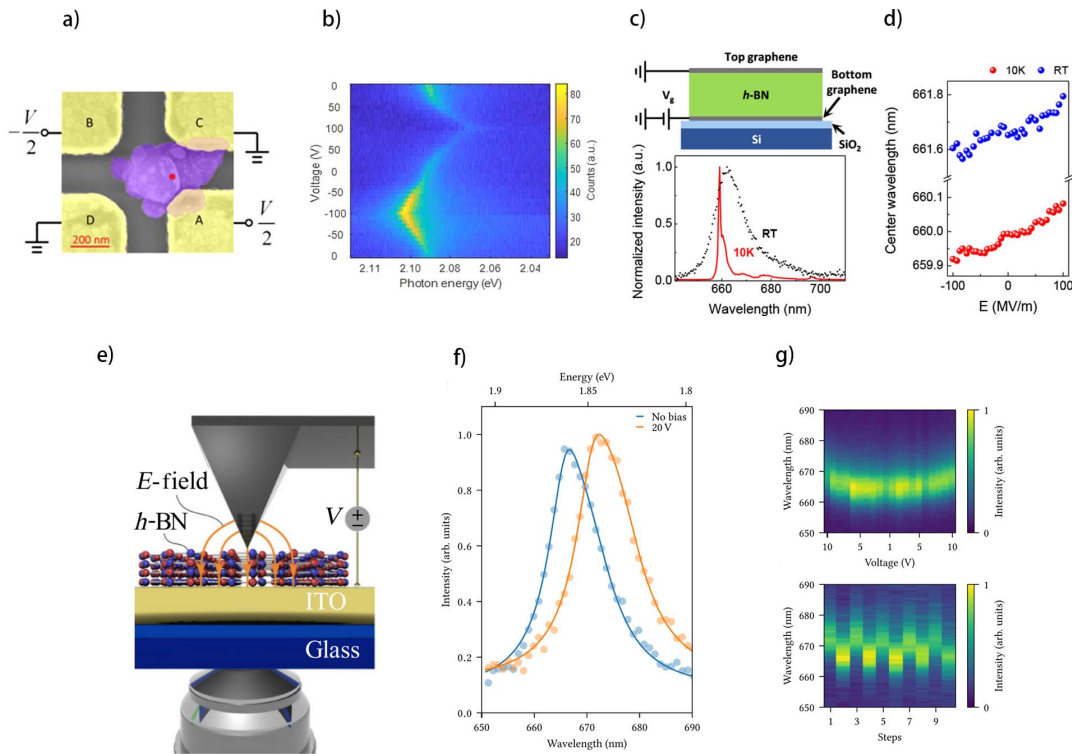 a)
B
C
−V/2
D
A
V/2
200 nm
b)
0
50
100
50
0
-50
-100
0
Voltage (V)
2.11 2.10 2.08 2.06 2.04
Photon energy (eV)
80
70
60
50
40
30
20
10
Counts (a.u.)
c)
Top graphene
Bottom
graphene
Vg
h-BN
Si
SiO2
1.0
0.5
0.0
Normalized intensity (a.u.)
RT
10K
660 680 700
Wavelength (nm)
d)
10K RT
661.8
661.6
660.1
660.0
659.9
Center wavelength (nm)
-100 0 100
E (MV/m)
e)
E-field
h-BN
V
ITO
Glass
f)
Energy (eV)
1.9 1.85 1.8
No bias
20 V
1.0
0.8
0.6
0.4
0.2
0.0
Intensity (arb. units)
650 660 670 680 690
Wavelength (nm)
g)
690
680
670
660
650
Wavelength (nm)
10 5 1 5 10
Voltage (V)
1
0
Intensity (arb. units)
690
680
670
660
650
Wavelength (nm)
1 3 5 7 9
Steps
1
0
Intensity (arb. units)